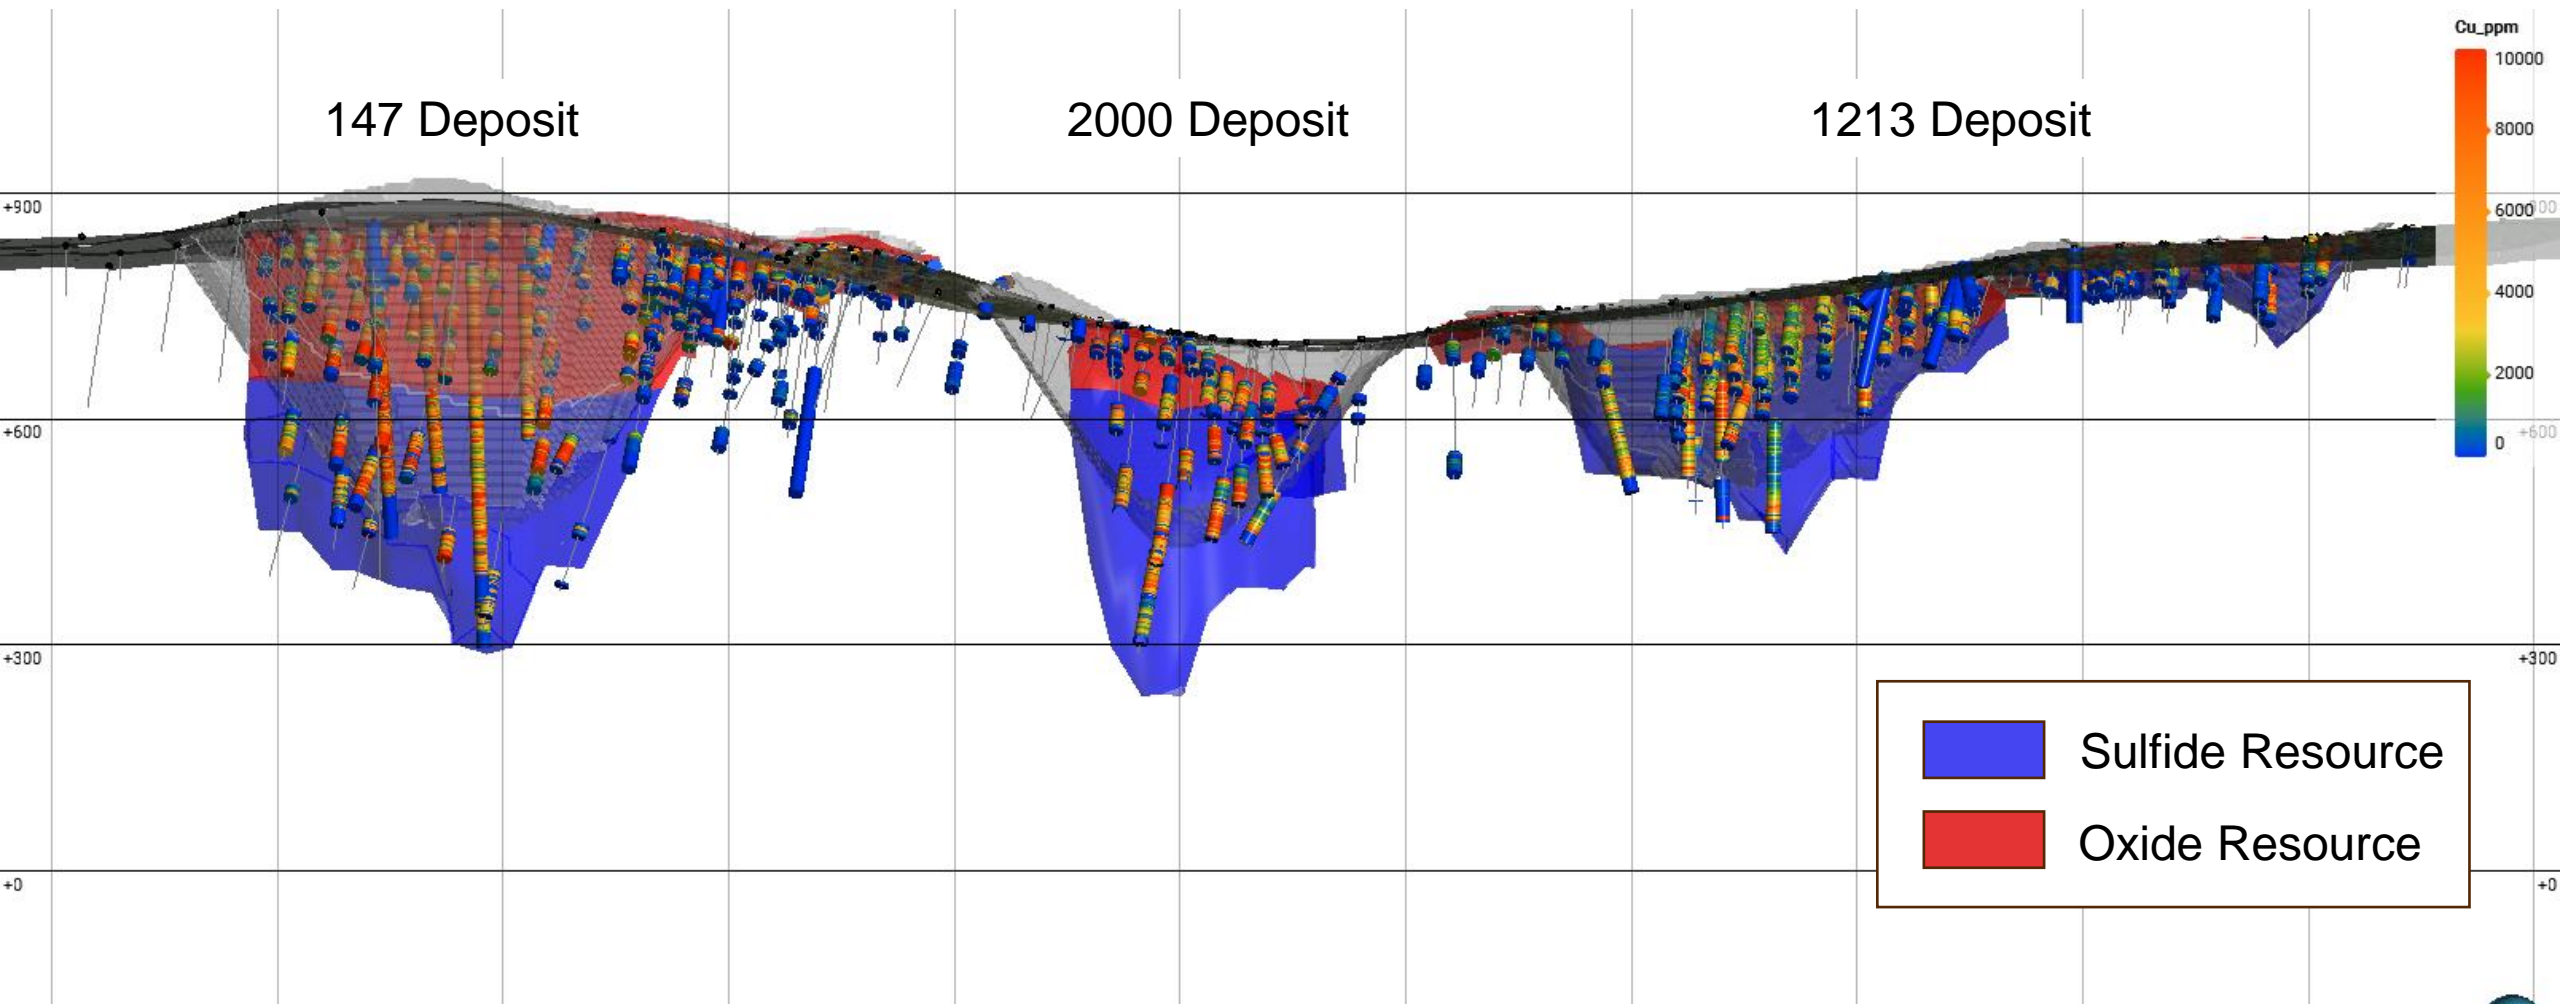 Cu_ppm
10000
147 Deposit
2000 Deposit
1213 Deposit
8000
+900
6000
4000
2000
+600
0
+600
+300
+300
Sulfide Resource
Oxide Resource
+0
+0